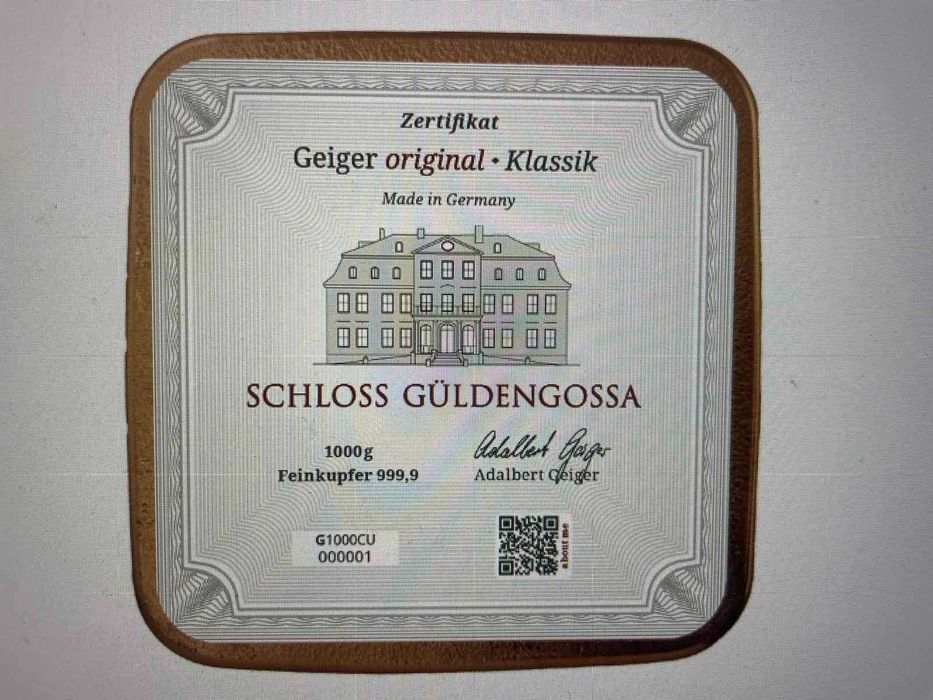 Zertifikat
Geiger original • Klassik
Made in Germany
SCHLOSS GÜLDENGOSSA
1000g
Feinkupfer 999,9
Adalbert Geiger
Adalbert Geiger
G1000CU
000001
about me